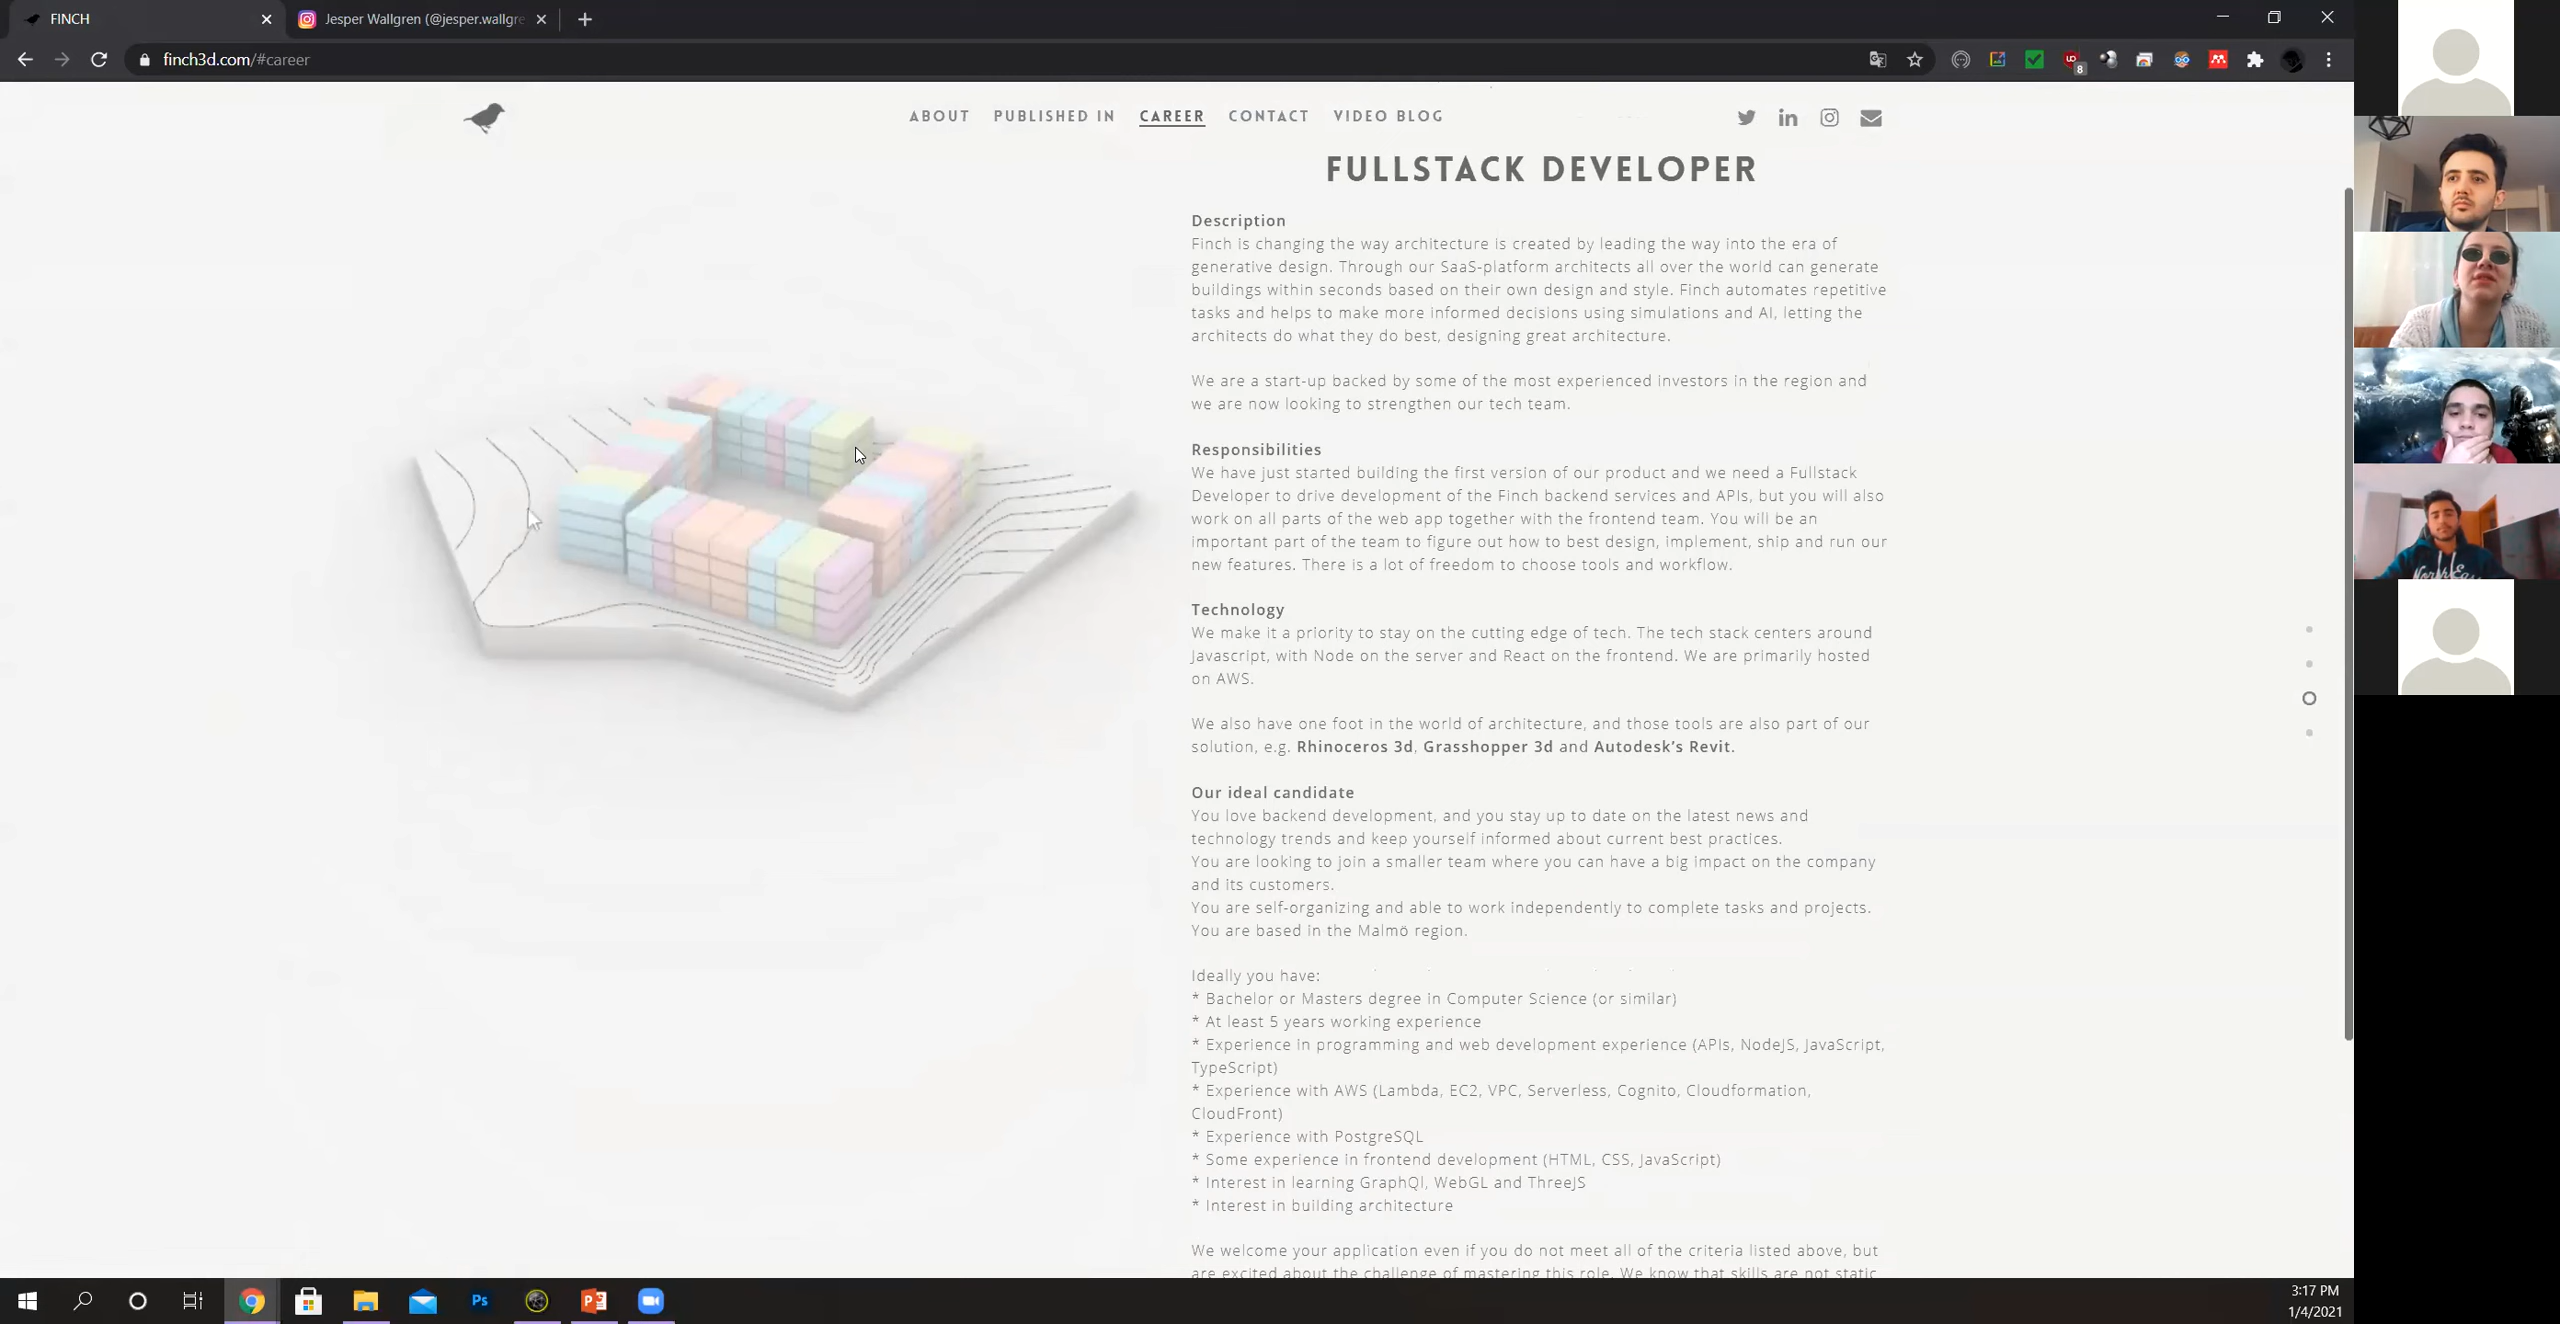 FINCH
Jesper Wallgren (@jesper.wallgre
finch3d.com/#career
8
ABOUT PUBLISHED IN CAREER CONTACT VIDEO BLOG
FULLSTACK DEVELOPER
Description
Finch is changing the way architecture is created by leading the way into the era of
generative design. Through our SaaS-platform architects all over the world can generate
buildings within seconds based on their own design and style. Finch automates repetitive
tasks and helps to make more informed decisions using simulations and AI, letting the
architects do what they do best, designing great architecture.
We are a start-up backed by some of the most experienced investors in the region and
we are now looking to strengthen our tech team.
Responsibilities
We have just started building the first version of our product and we need a Fullstack
Developer to drive development of the Finch backend services and APIs, but you will also
work on all parts of the web app together with the frontend team. You will be an
important part of the team to figure out how to best design, implement, ship and run our
new features. There is a lot of freedom to choose tools and workflow.
Technology
We make it a priority to stay on the cutting edge of tech. The tech stack centers around
Javascript, with Node on the server and React on the frontend. We are primarily hosted
on AWS.
We also have one foot in the world of architecture, and those tools are also part of our
solution, e.g. Rhinoceros 3d, Grasshopper 3d and Autodesk's Revit.
Our ideal candidate
You love backend development, and you stay up to date on the latest news and
technology trends and keep yourself informed about current best practices.
You are looking to join a smaller team where you can have a big impact on the company
and its customers.
You are self-organizing and able to work independently to complete tasks and projects.
You are based in the Malmö region.
Ideally you have:
* Bachelor or Masters degree in Computer Science (or similar)
* At least 5 years working experience
* Experience in programming and web development experience (APIs, NodeJS, JavaScript,
TypeScript)
* Experience with AWS (Lambda, EC2, VPC, Serverless, Cognito, Cloudformation,
CloudFront)
* Experience with PostgreSQL
* Some experience in frontend development (HTML, CSS, JavaScript)
* Interest in learning GraphQl, WebGL and ThreeJS
* Interest in building architecture
We welcome your application even if you do not meet all of the criteria listed above, but
are excited about the challenge of mastering this role. We know that skills are not static
Ps
3:17 PM
1/4/2021